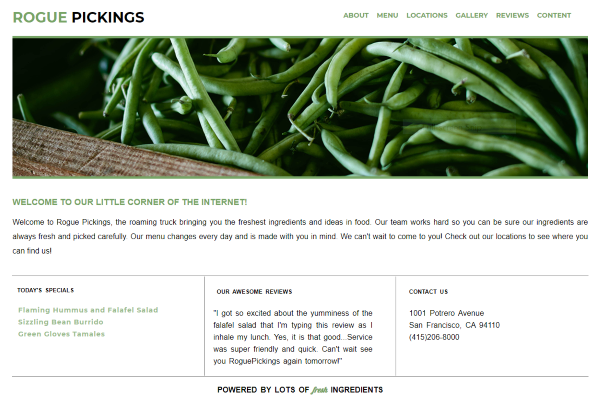 ROGUE PICKINGS
ABOUT MENU LOCATIONS GALLERY REVIEWS CONTENT
WELCOME TO OUR LITTLE CORNER OF THE INTERNET!
Welcome to Rogue Pickings, the roaming truck bringing you the freshest ingredients and ideas in food. Our team works hard so you can be sure our ingredients are
always fresh and picked carefully. Our menu changes every day and is made with you in mind. We can't wait to come to you! Check out our locations to see where you
can find us!
TODAY'S SPECIALS
Flaming Hummus and Falafel Salad
Sizzling Bean Burrido
Green Gloves Tamales
OUR AWESOME REVIEWS
"I got so excited about the yumminess of the
falafel salad that I'm typing this review as I
inhale my lunch. Yes, it is that good...Service
was super friendly and quick. Can't wait see
you RoguePickings again tomorrow!"
CONTACT US
1001 Potrero Avenue
San Francisco, CA 94110
(415)206-8000
POWERED BY LOTS OF fresh INGREDIENTS